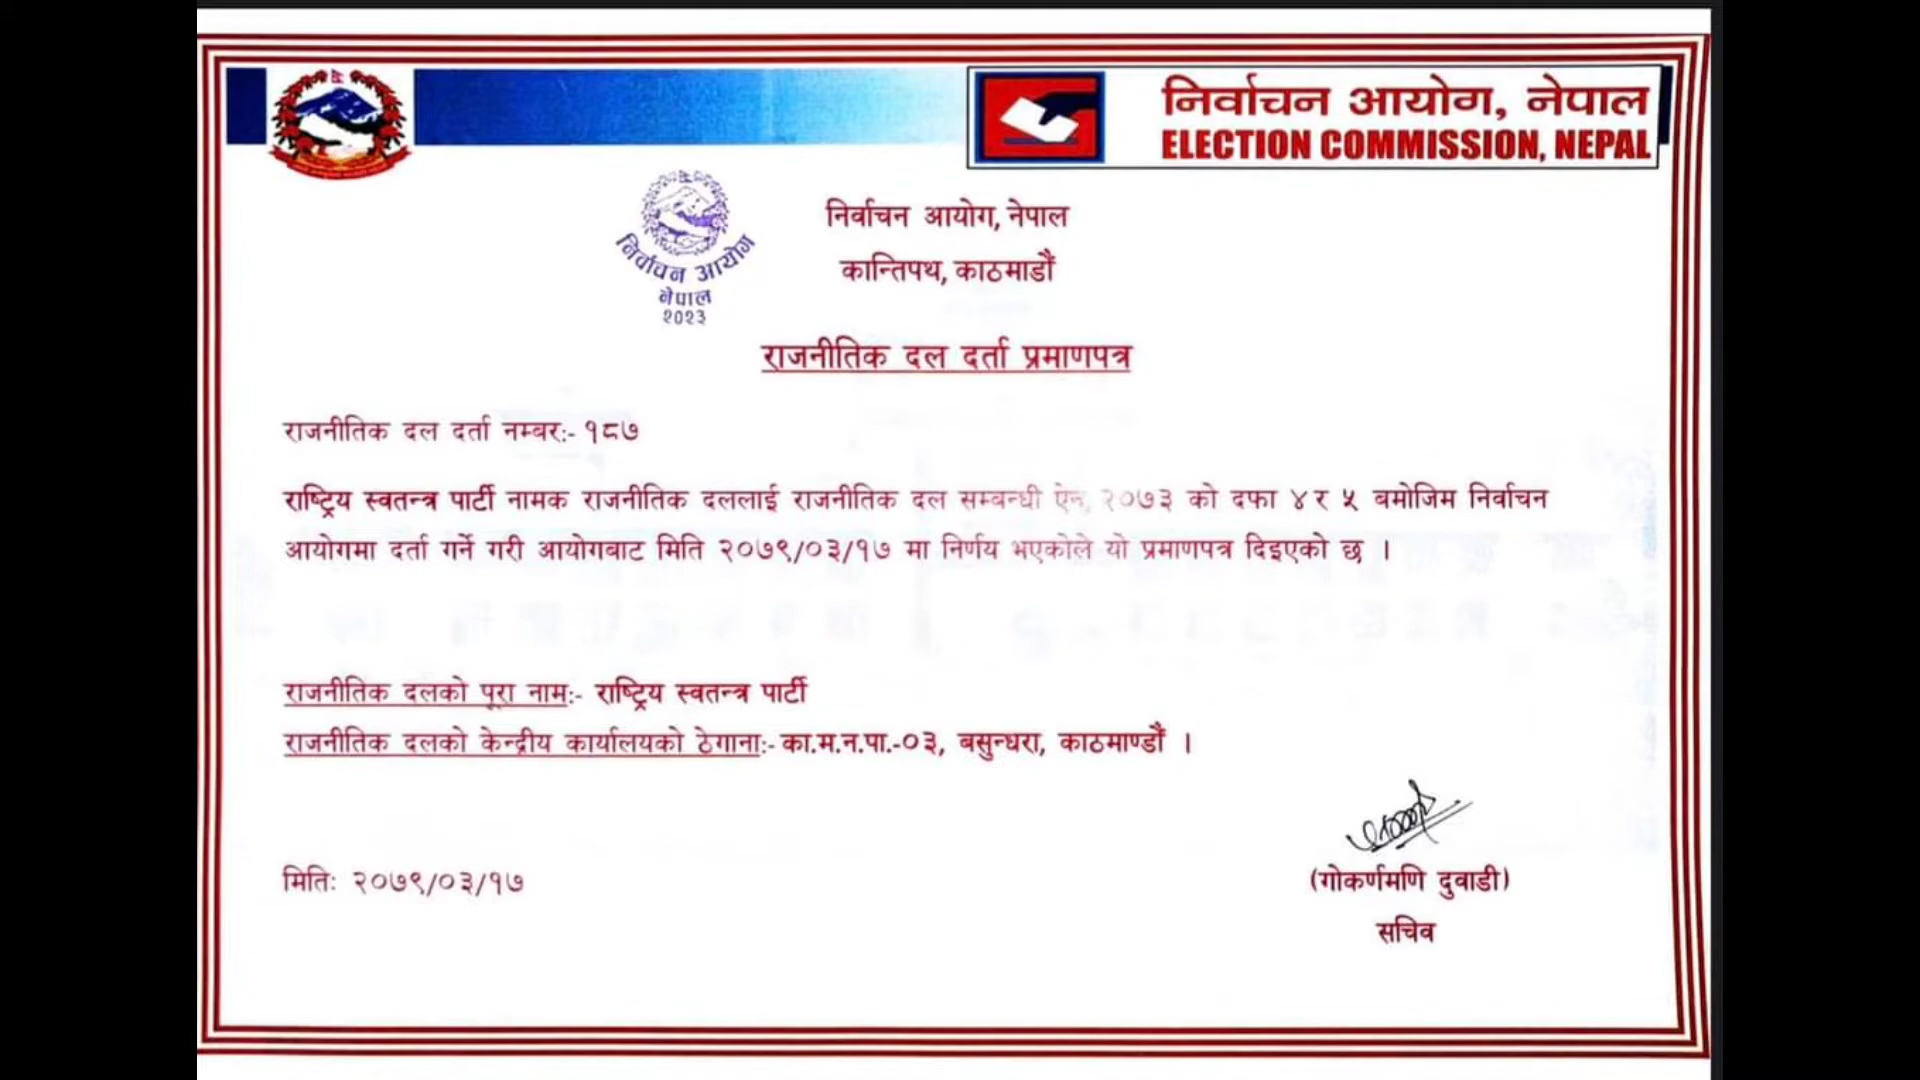 निर्वाचन आयोग, नेपाल
ELECTION COMMISSION, NEPAL
निर्वाचन आयोग
नेपाल
२०२३
निर्वाचन आयोग, नेपाल
कान्तिपथ, काठमाडौं
राजनीतिक दल दर्ता प्रमाणपत्र
राजनीतिक दल दर्ता नम्बर:- १८७
राष्ट्रिय स्वतन्त्र पार्टी नामक राजनीतिक दललाई राजनीतिक दल सम्बन्धी ऐन, २०७३ को दफा ४ र ५ बमोजिम निर्वाचन
आयोगमा दर्ता गर्ने गरी आयोगबाट मिति २०७९/०३/१७ मा निर्णय भएकोले यो प्रमाणपत्र दिइएको छ ।
राजनीतिक दलको पूरा नाम:- राष्ट्रिय स्वतन्त्र पार्टी
राजनीतिक दलको केन्द्रीय कार्यालयको ठेगाना:- का.म.न.पा.-०३, बसुन्धरा, काठमाण्डौं ।
मिति: २०७९/०३/१७
(गोकर्णमणि दुवाडी)
सचिव